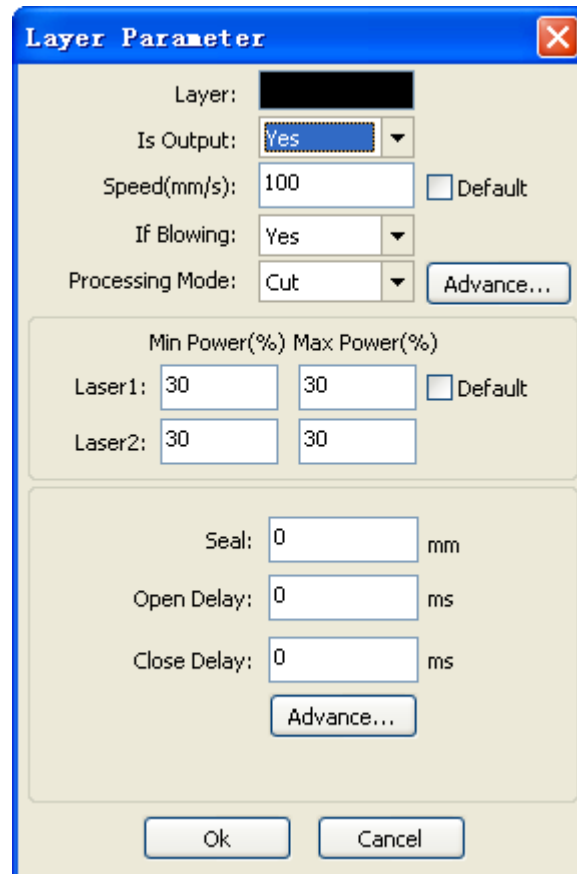 Layer Parameter
Layer:
Is Output: Yes
Speed(mm/s): 100 Default
If Blowing: Yes
Processing Mode: Cut Advance...
Min Power(%) Max Power(%)
Laser1: 30 30 Default
Laser2: 30 30
Seal: 0 mm
Open Delay: 0 ms
Close Delay: 0 ms
Advance...
Ok Cancel